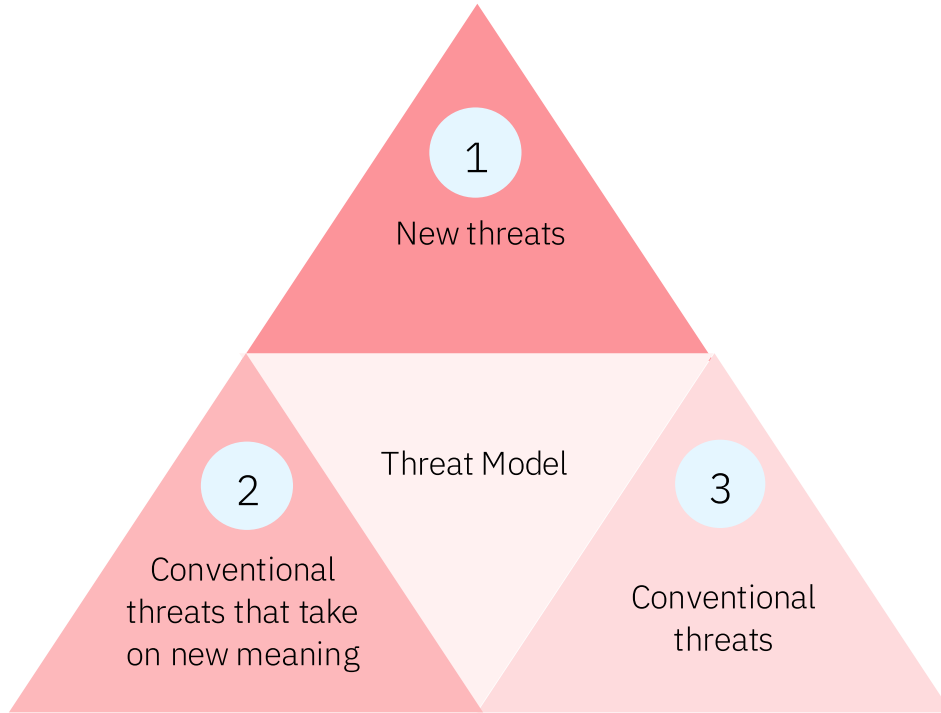 1
New threats
Threat Model
2
Conventional
threats that take
on new meaning
3
Conventional
threats